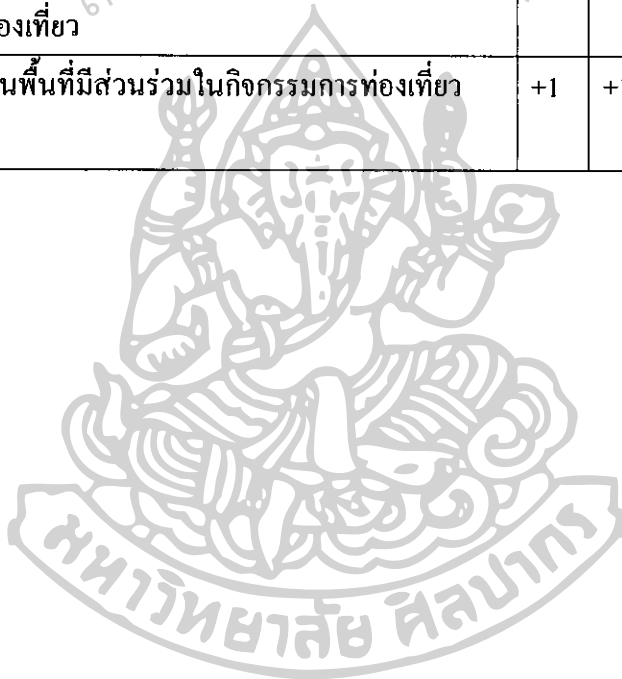 องเที่ยว
นพื้นที่มีส่วนร่วมในกิจกรรมการท่องเที่ยว +1
มหาวิทยาลัย ศิลปากร